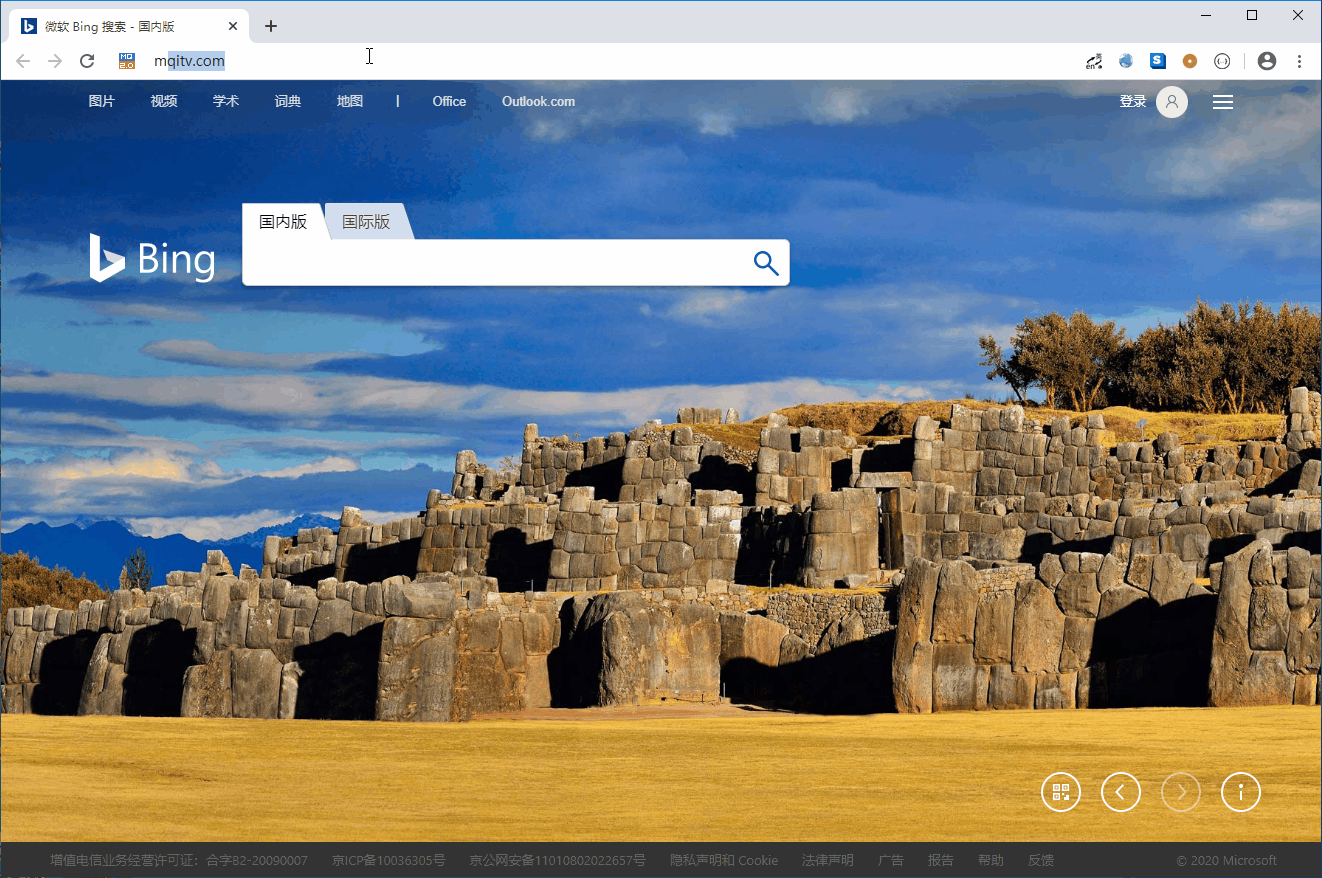 微软 Bing 搜索 - 国内版
mqitv.com
图片 视频 学术 词典 地图 | Office Outlook.com 登录
国内版 国际版
Bing
增值电信业务经营许可证：合字B2-20090007 京ICP备10036305号 京公网安备11010802022657号 隐私声明和 Cookie 法律声明 广告 报告 帮助 反馈 © 2020 Microsoft